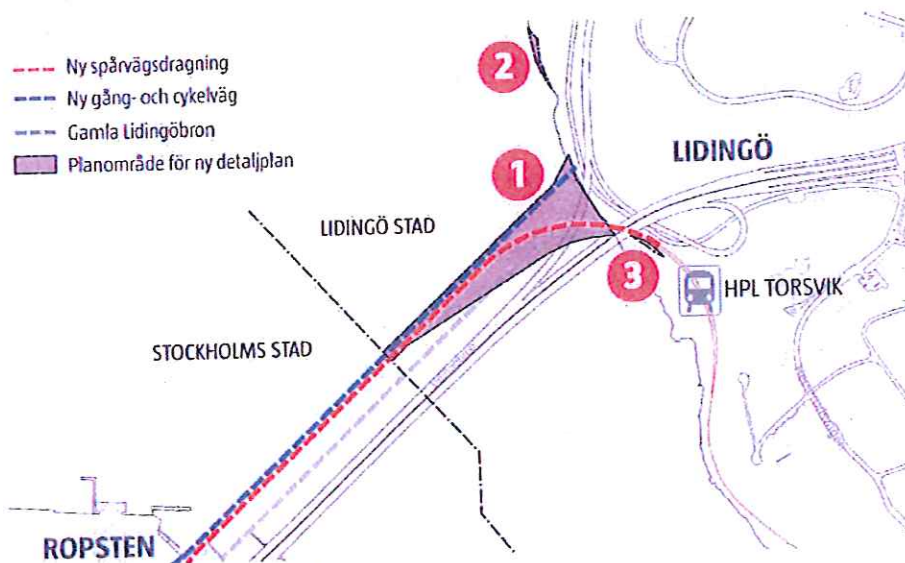 Ny spårvägsdragning
Ny gång- och cykelväg
Gamla Lidingöbron
Planområde för ny detaljplan
2
LIDINGÖ
1
LIDINGÖ STAD
3
HPL TORSVIK
STOCKHOLMS STAD
ROPSTEN